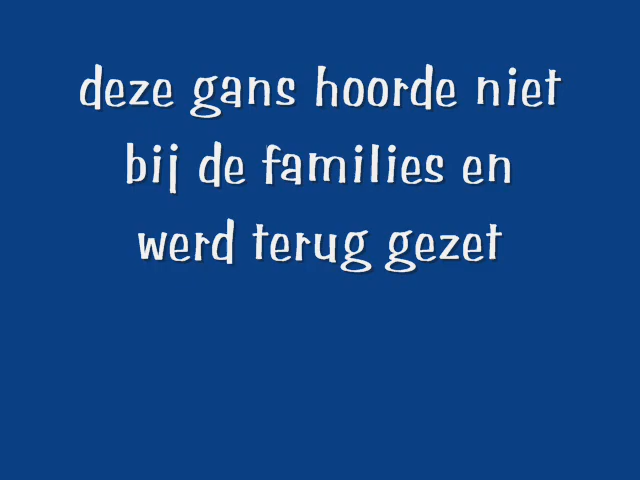 deze gans hoorde niet
bij de families en
werd terug gezet